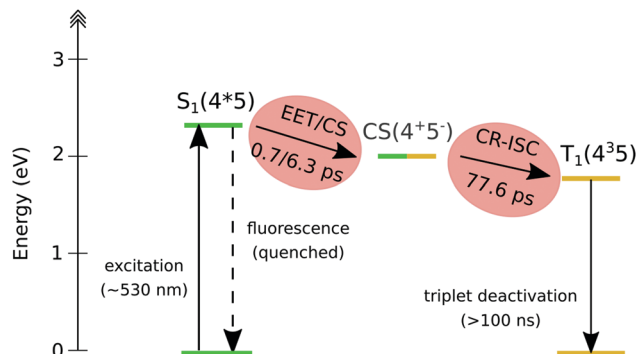 3
2
1
0
Energy (eV)
S₁(4*5)
EET/CS
0.7/6.3 ps
CS(4⁺5⁻)
CR-ISC
77.6 ps
T₁(4³5)
fluorescence
(quenched)
excitation
(~530 nm)
triplet deactivation
(>100 ns)